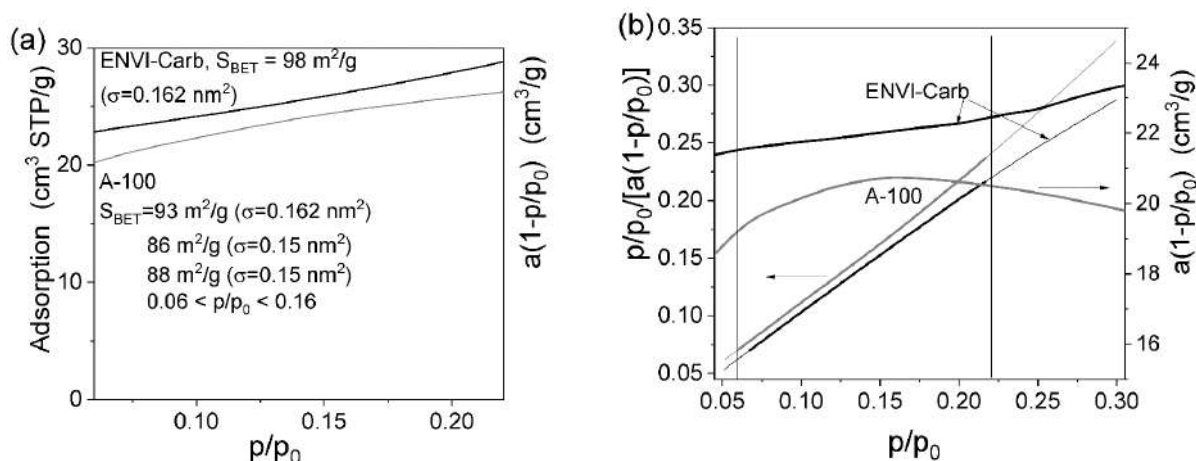 (a)
30
20
10
0
Adsorption (cm³ STP/g)
ENVI-Carb, S_BET = 98 m²/g
(σ=0.162 nm²)
A-100
S_BET=93 m²/g (σ=0.162 nm²)
86 m²/g (σ=0.15 nm²)
88 m²/g (σ=0.15 nm²)
0.06 < p/p₀ < 0.16
0.10 0.15 0.20
p/p₀
a(1-p/p₀) (cm³/g)
(b)
0.35
0.30
0.25
0.20
0.15
0.10
0.05
p/p₀/[a(1-p/p₀)]
ENVI-Carb
A-100
24
22
20
18
16
a(1-p/p₀) (cm³/g)
0.05 0.10 0.15 0.20 0.25 0.30
p/p₀